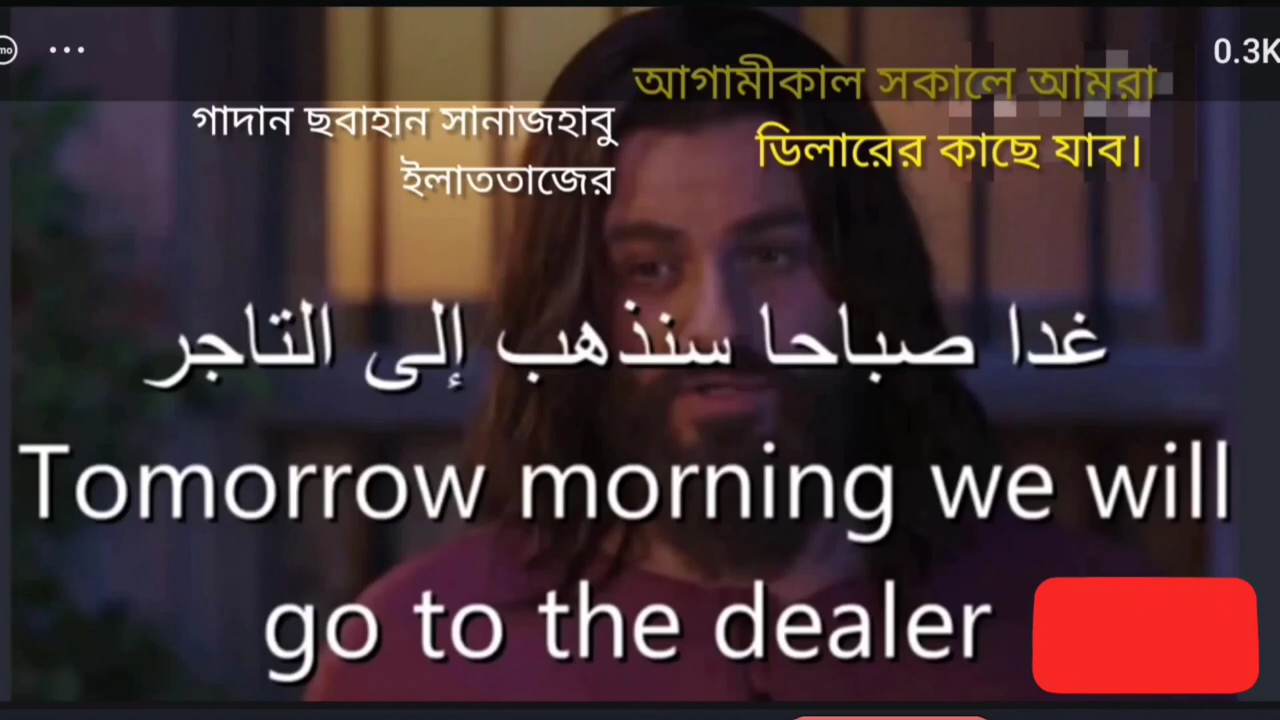 mo
0.3K
আগামীকাল সকালে আমরা
ডিলারের কাছে যাব।
গাদান ছবাহান সানাজহাবু
ইলাততাজের
غدا صباحا سنذهب إلى التاجر
Tomorrow morning we will
go to the dealer